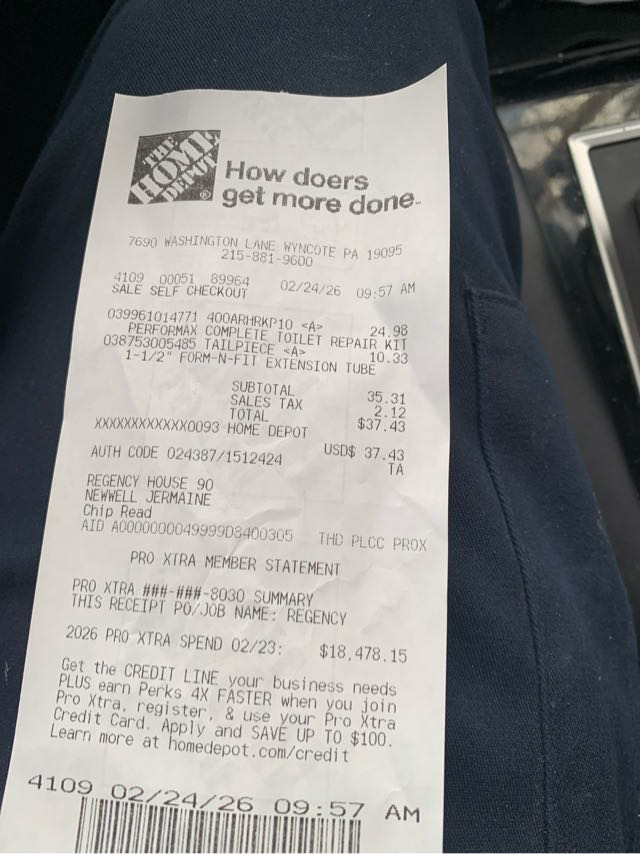 THE HOME DEPOT®
How doers
get more done™
7690 WASHINGTON LANE WYNCOTE PA 19095
215-881-9600
4109 00051 89964 02/24/26 09:57 AM
SALE SELF CHECKOUT
039961014771 400ARHRKP10 <A> 24.98
PERFORMAX COMPLETE TOILET REPAIR KIT
038753005485 TAILPIECE <A> 10.33
1-1/2" FORM-N-FIT EXTENSION TUBE
SUBTOTAL 35.31
SALES TAX 2.12
TOTAL $37.43
XXXXXXXXXXXX0093 HOME DEPOT
USD$ 37.43
AUTH CODE 024387/1512424 TA
REGENCY HOUSE 90
NEWWELL JERMAINE
Chip Read
AID A0000000049999D8400305 THD PLCC PROX
PRO XTRA MEMBER STATEMENT
PRO XTRA ###-###-8030 SUMMARY
THIS RECEIPT PO/JOB NAME: REGENCY
2026 PRO XTRA SPEND 02/23: $18,478.15
Get the CREDIT LINE your business needs
PLUS earn Perks 4X FASTER when you join
Pro Xtra, register, & use your Pro Xtra
Credit Card. Apply and SAVE UP TO $100.
Learn more at homedepot.com/credit
4109 02/24/26 09:57 AM